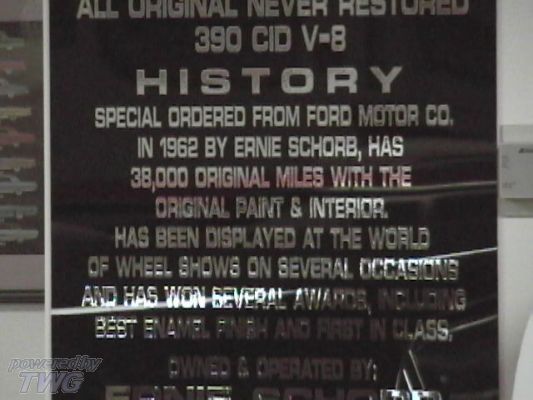 ALL ORIGINAL NEVER RESTORED
390 CID V-8
HISTORY
SPECIAL ORDERED FROM FORD MOTOR CO.
IN 1962 BY ERNIE SCHORB, HAS
38,000 ORIGINAL MILES WITH THE
ORIGINAL PAINT & INTERIOR.
HAS BEEN DISPLAYED AT THE WORLD
OF WHEEL SHOWS ON SEVERAL OCCASIONS
AND HAS WON SEVERAL AWARDS, INCLUDING
BEST ENAMEL FINISH AND FIRST IN CLASS.
OWNED & OPERATED BY:
ERNIE SCHORB
powered by
TWG